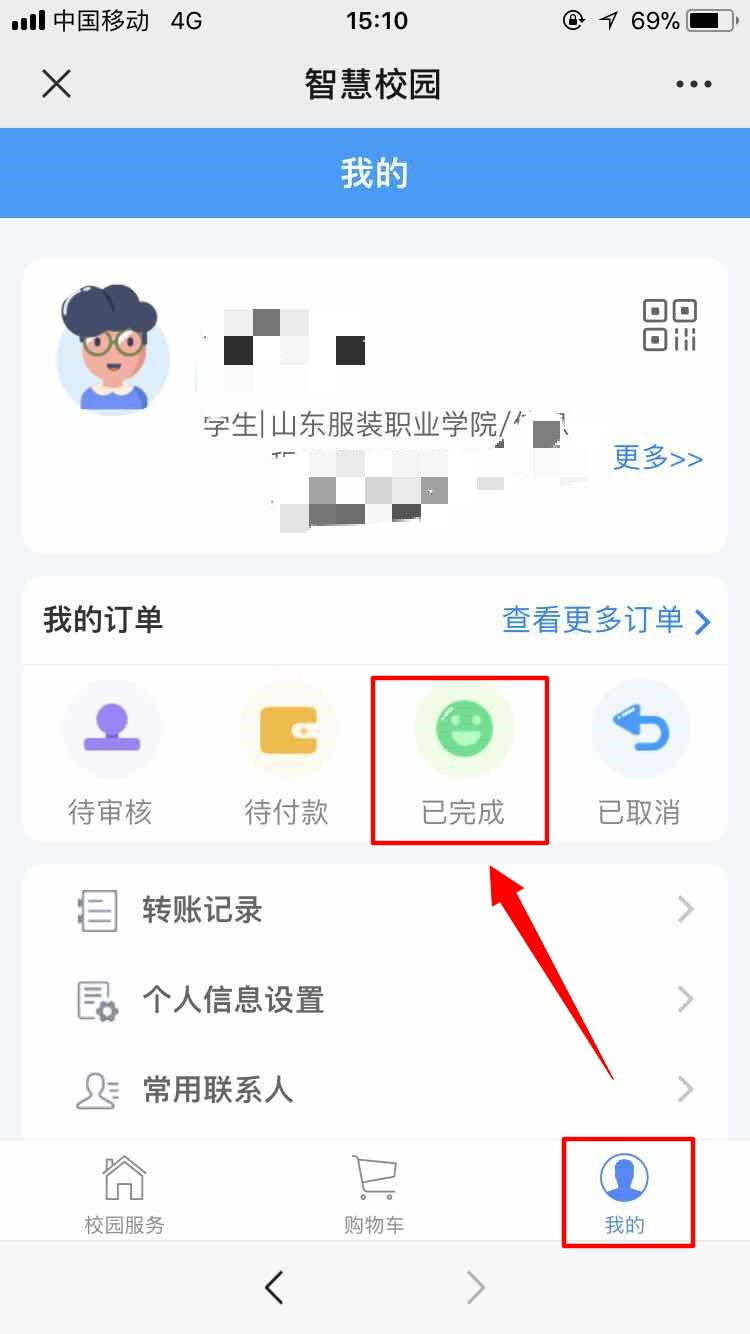 中国移动 4G 15:10 69%
智慧校园
我的
学生|山东服装职业学院/信息
更多>>
我的订单 查看更多订单
待审核 待付款 已完成 已取消
转账记录
个人信息设置
常用联系人
校园服务 购物车 我的